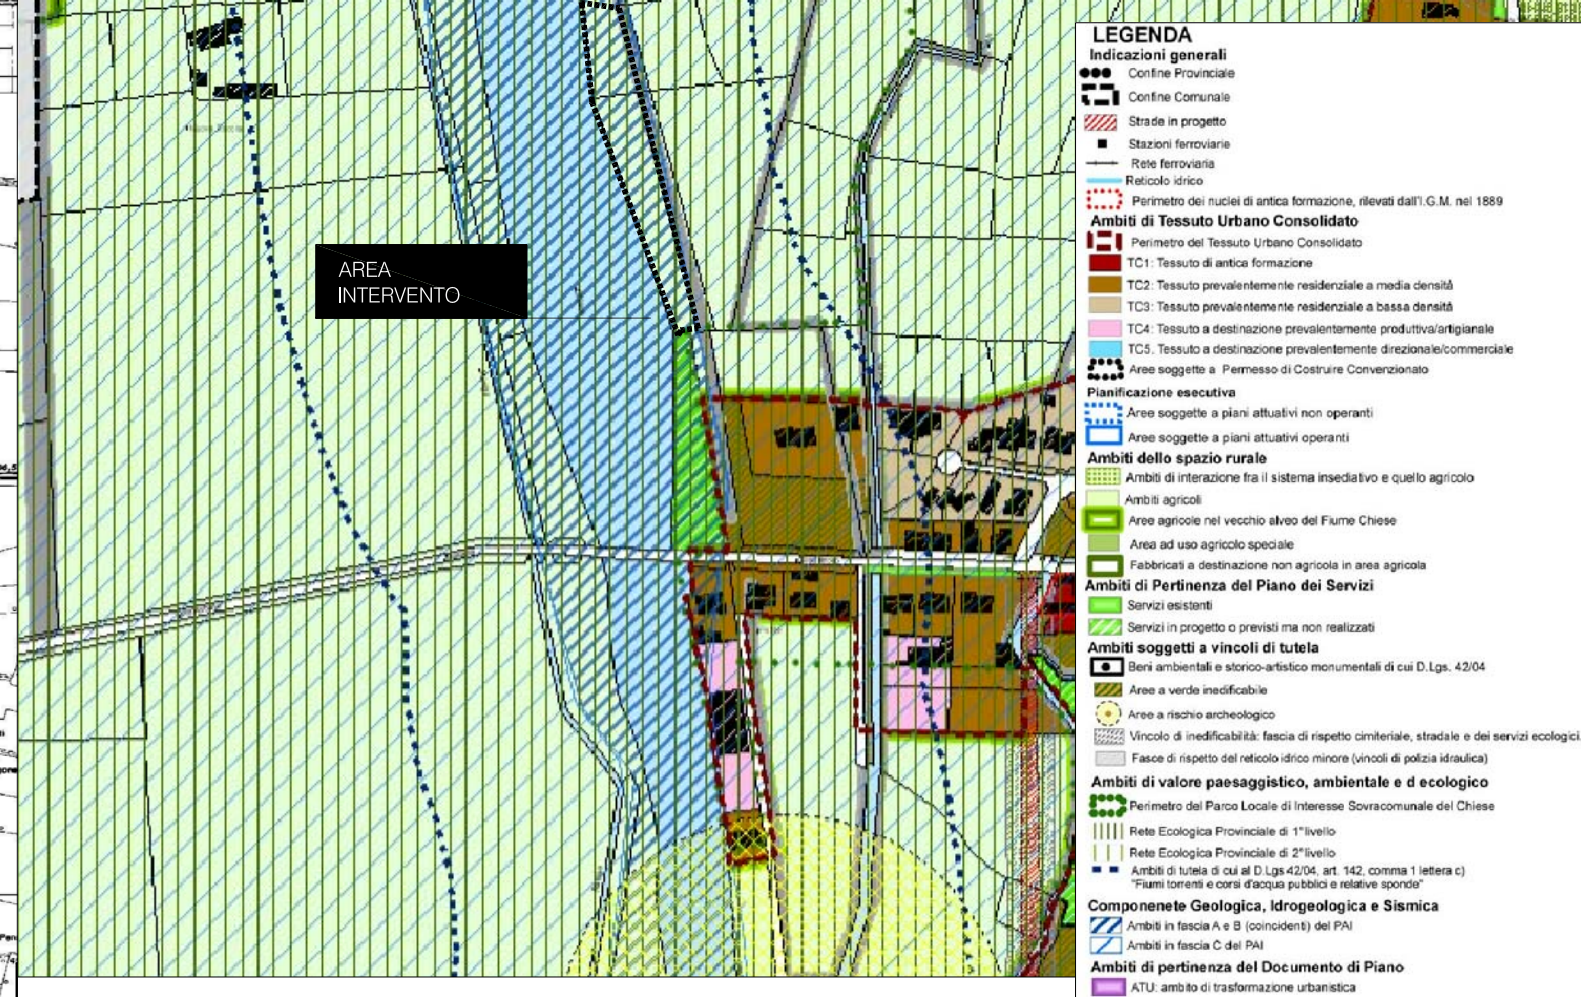 AREA
INTERVENTO
LEGENDA
Indicazioni generali
Confine Provinciale
Confine Comunale
Strade in progetto
Stazioni ferroviarie
Rete ferroviaria
Reticolo idrico
Perimetro dei nuclei di antica formazione, rilevati dall'I.G.M. nel 1889
Ambiti di Tessuto Urbano Consolidato
Perimetro del Tessuto Urbano Consolidato
TC1: Tessuto di antica formazione
TC2: Tessuto prevalentemente residenziale a media densità
TC3: Tessuto prevalentemente residenziale a bassa densità
TC4: Tessuto a destinazione prevalentemente produttiva/artigianale
TC5. Tessuto a destinazione prevalentemente direzionale/commerciale
Aree soggette a Permesso di Costruire Convenzionato
Pianificazione esecutiva
Aree soggette a piani attuativi non operanti
Aree soggette a piani attuativi operanti
Ambiti dello spazio rurale
Ambiti di interazione fra il sistema insediativo e quello agricolo
Ambiti agricoli
Aree agricole nel vecchio alveo del Fiume Chiese
Area ad uso agricolo speciale
Fabbricati a destinazione non agricola in area agricola
Ambiti di Pertinenza del Piano dei Servizi
Servizi esistenti
Servizi in progetto o previsti ma non realizzati
Ambiti soggetti a vincoli di tutela
Beni ambientali e storico-artistico monumentali di cui D.Lgs. 42/04
Aree a verde inedificabile
Aree a rischio archeologico
Vincolo di inedificabilità: fascia di rispetto cimiteriale, stradale e dei servizi ecologici
Fasce di rispetto del reticolo idrico minore (vincoli di polizia idraulica)
Ambiti di valore paesaggistico, ambientale e d ecologico
Perimetro del Parco Locale di Interesse Sovracomunale del Chiese
Rete Ecologica Provinciale di 1°livello
Rete Ecologica Provinciale di 2°livello
Ambiti di tutela di cui al D.Lgs 42/04, art. 142, comma 1 lettera c)
"Fiumi torrenti e corsi d'acqua pubblici e relative sponde"
Componenete Geologica, Idrogeologica e Sismica
Ambiti in fascia A e B (coincidenti) del PAI
Ambiti in fascia C del PAI
Ambiti di pertinenza del Documento di Piano
ATU: ambito di trasformazione urbanistica